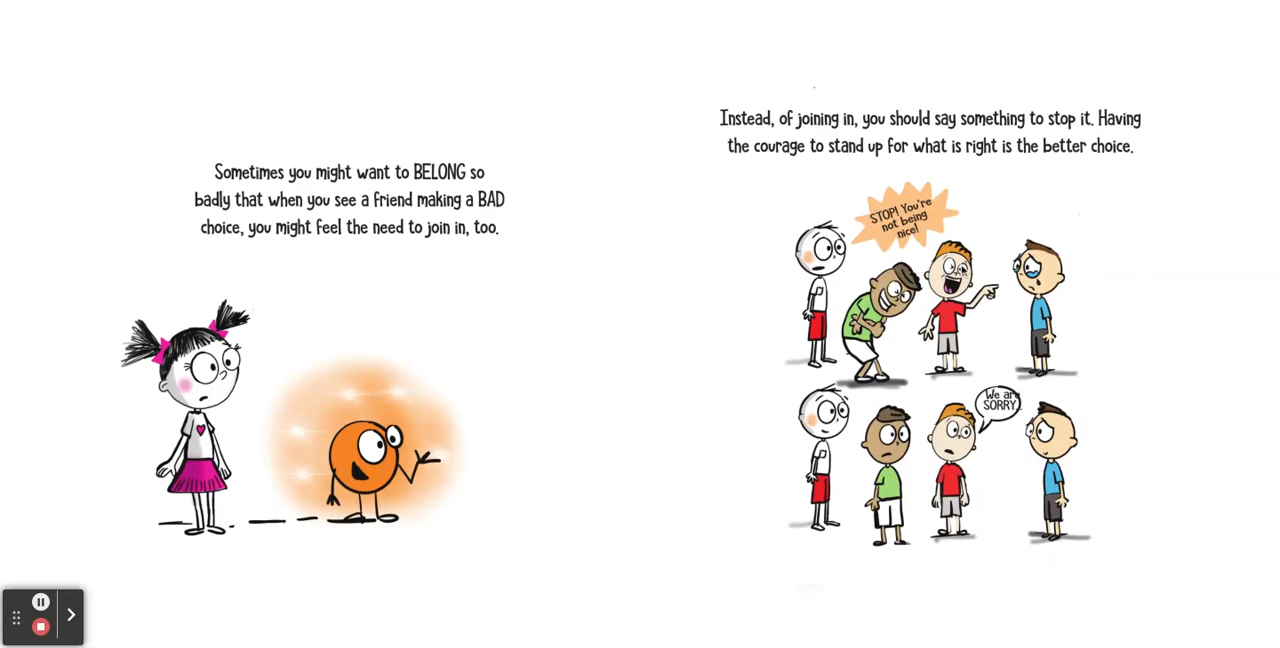 Sometimes you might want to BELONG so
badly that when you see a friend making a BAD
choice, you might feel the need to join in, too.
Instead, of joining in, you should say something to stop it. Having
the courage to stand up for what is right is the better choice.
STOP! You're
not being
nice!
We are
SORRY.